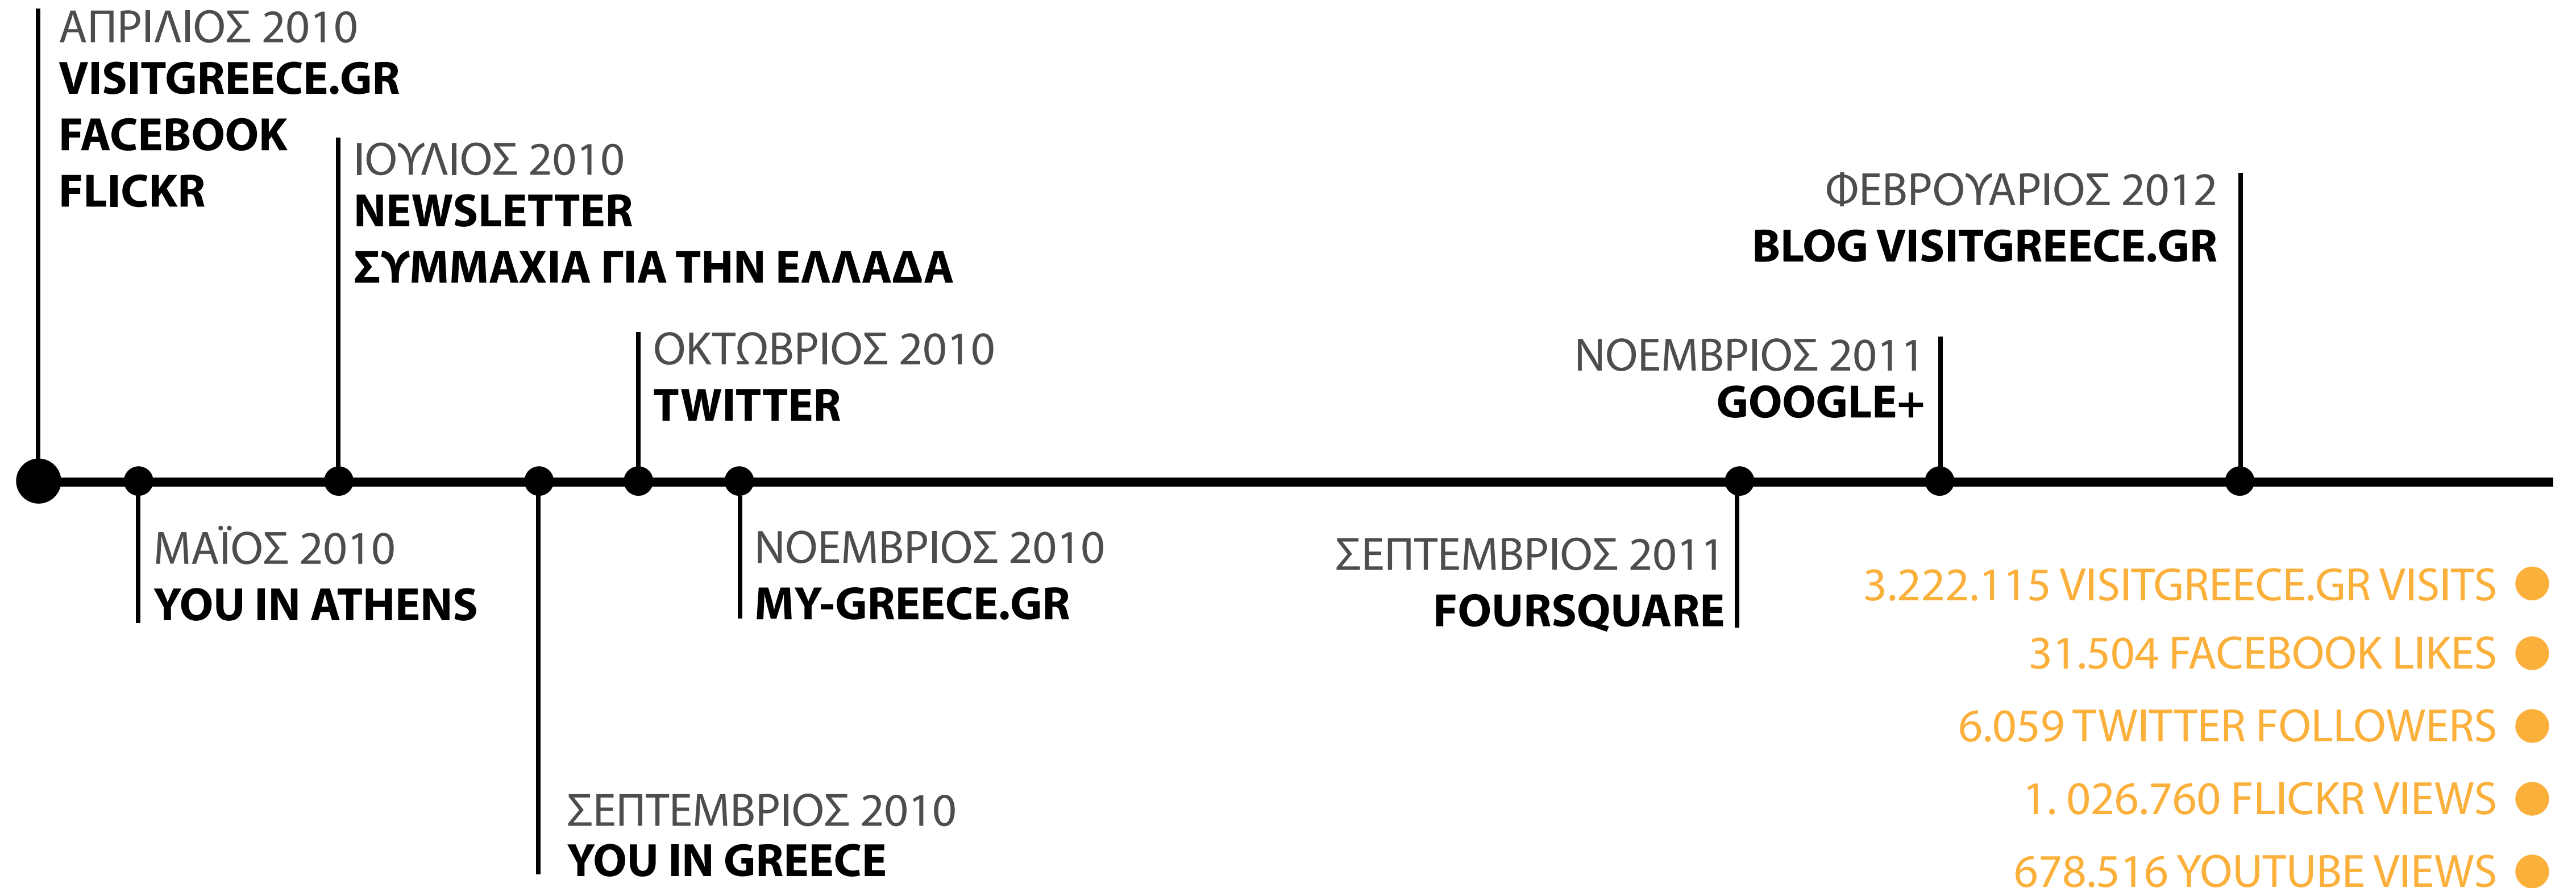 ΑΠΡΙΛΙΟΣ 2010
VISITGREECE.GR
FACEBOOK
FLICKR
ΙΟΥΛΙΟΣ 2010
NEWSLETTER
ΣΥΜΜΑΧΙΑ ΓΙΑ ΤΗΝ ΕΛΛΑΔΑ
ΟΚΤΩΒΡΙΟΣ 2010
TWITTER
ΝΟΕΜΒΡΙΟΣ 2011
GOOGLE+
ΦΕΒΡΟΥΑΡΙΟΣ 2012
BLOG VISITGREECE.GR
ΜΑΪΟΣ 2010
YOU IN ATHENS
ΣΕΠΤΕΜΒΡΙΟΣ 2010
YOU IN GREECE
ΝΟΕΜΒΡΙΟΣ 2010
MY-GREECE.GR
ΣΕΠΤΕΜΒΡΙΟΣ 2011
FOURSQUARE
3.222.115 VISITGREECE.GR VISITS
31.504 FACEBOOK LIKES
6.059 TWITTER FOLLOWERS
1. 026.760 FLICKR VIEWS
678.516 YOUTUBE VIEWS